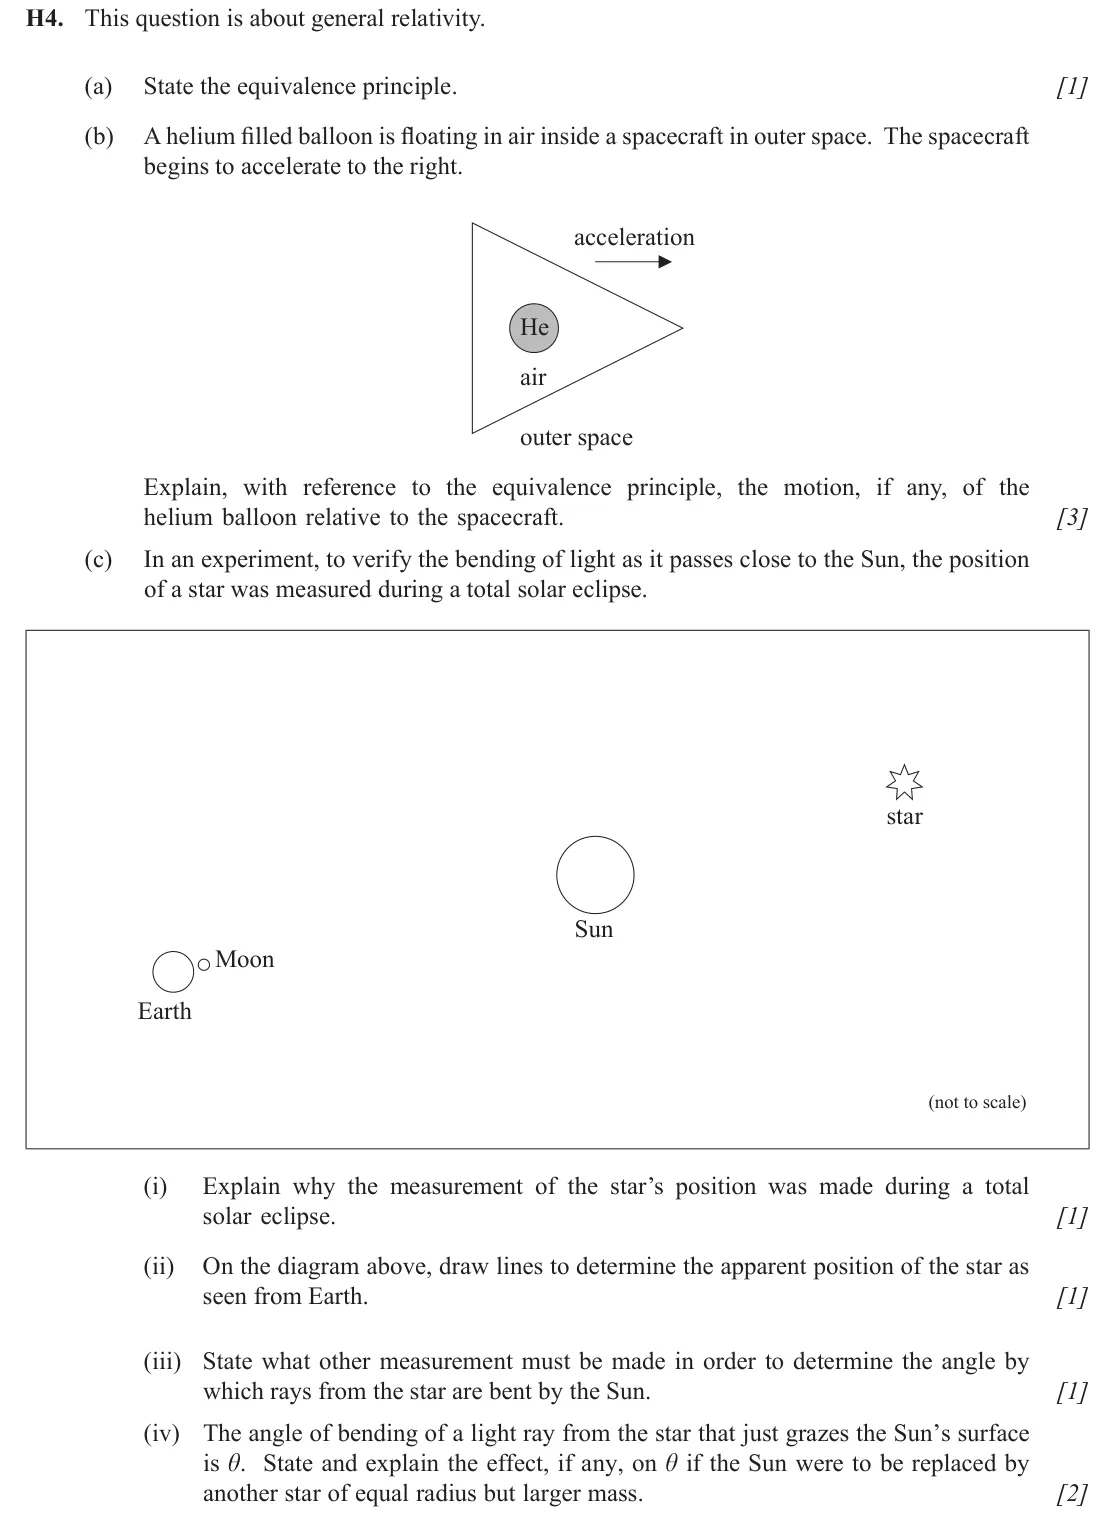 H4. This question is about general relativity.
(a) State the equivalence principle. [1]
(b) A helium filled balloon is floating in air inside a spacecraft in outer space. The spacecraft
begins to accelerate to the right.
acceleration
He
air
outer space
Explain, with reference to the equivalence principle, the motion, if any, of the
helium balloon relative to the spacecraft. [3]
(c) In an experiment, to verify the bending of light as it passes close to the Sun, the position
of a star was measured during a total solar eclipse.
star
Sun
Moon
Earth
(not to scale)
(i) Explain why the measurement of the star's position was made during a total
solar eclipse. [1]
(ii) On the diagram above, draw lines to determine the apparent position of the star as
seen from Earth. [1]
(iii) State what other measurement must be made in order to determine the angle by
which rays from the star are bent by the Sun. [1]
(iv) The angle of bending of a light ray from the star that just grazes the Sun's surface
is θ. State and explain the effect, if any, on θ if the Sun were to be replaced by
another star of equal radius but larger mass. [2]